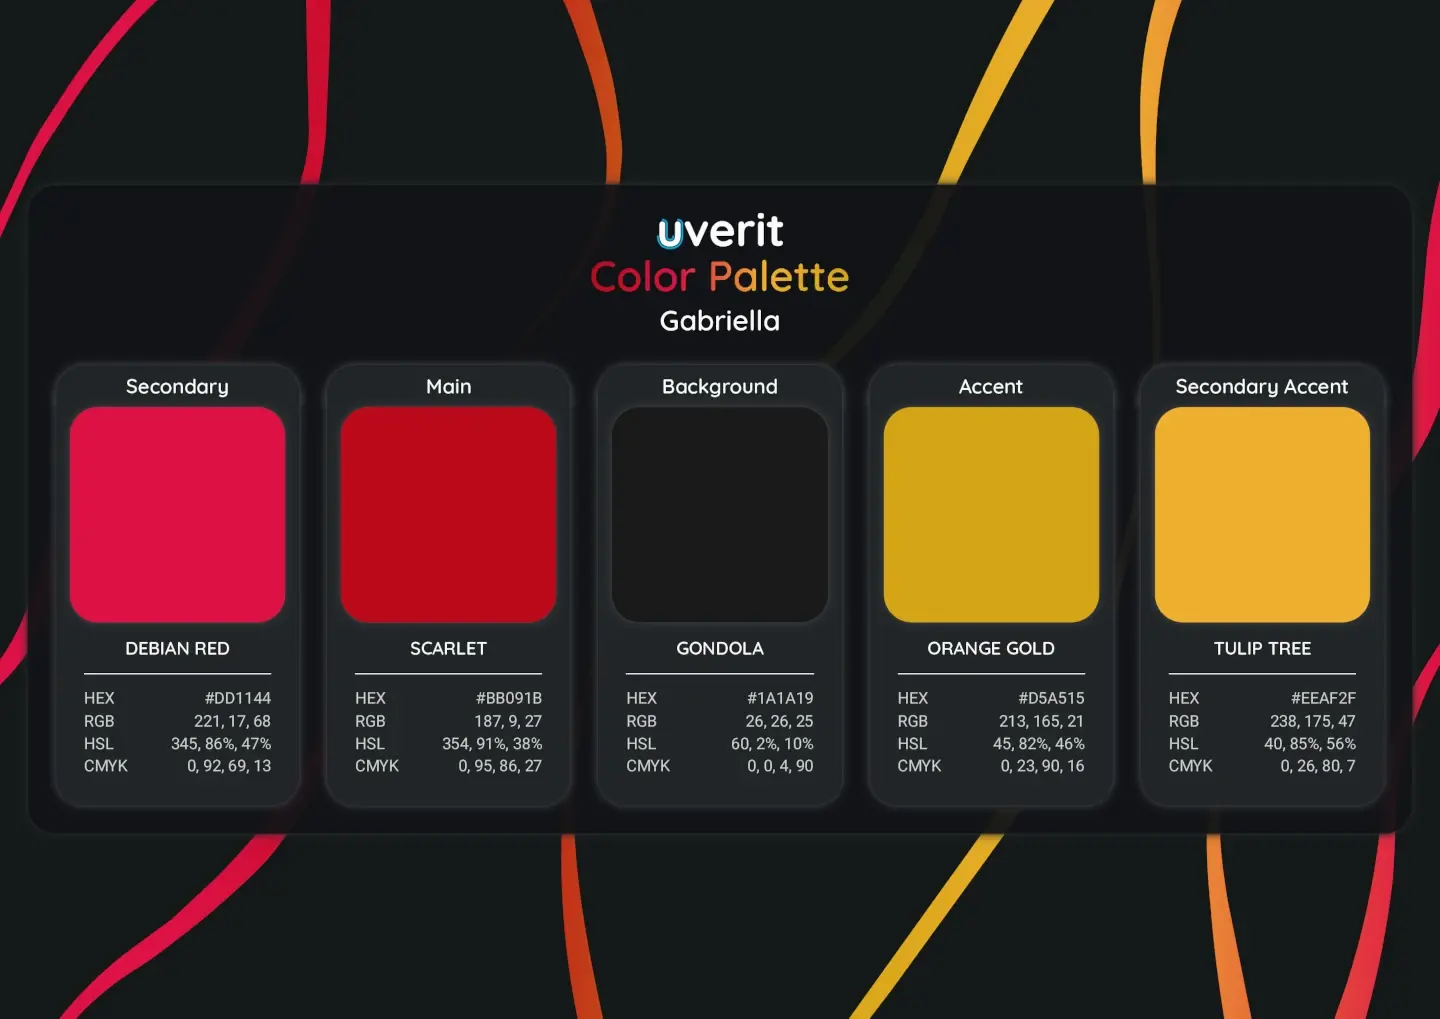 uverit
Color Palette
Gabriella
Secondary
DEBIAN RED
HEX #DD1144
RGB 221, 17, 68
HSL 345, 86%, 47%
CMYK 0, 92, 69, 13
Main
SCARLET
HEX #BB091B
RGB 187, 9, 27
HSL 354, 91%, 38%
CMYK 0, 95, 86, 27
Background
GONDOLA
HEX #1A1A19
RGB 26, 26, 25
HSL 60, 2%, 10%
CMYK 0, 0, 4, 90
Accent
ORANGE GOLD
HEX #D5A515
RGB 213, 165, 21
HSL 45, 82%, 46%
CMYK 0, 23, 90, 16
Secondary Accent
TULIP TREE
HEX #EEAF2F
RGB 238, 175, 47
HSL 40, 85%, 56%
CMYK 0, 26, 80, 7